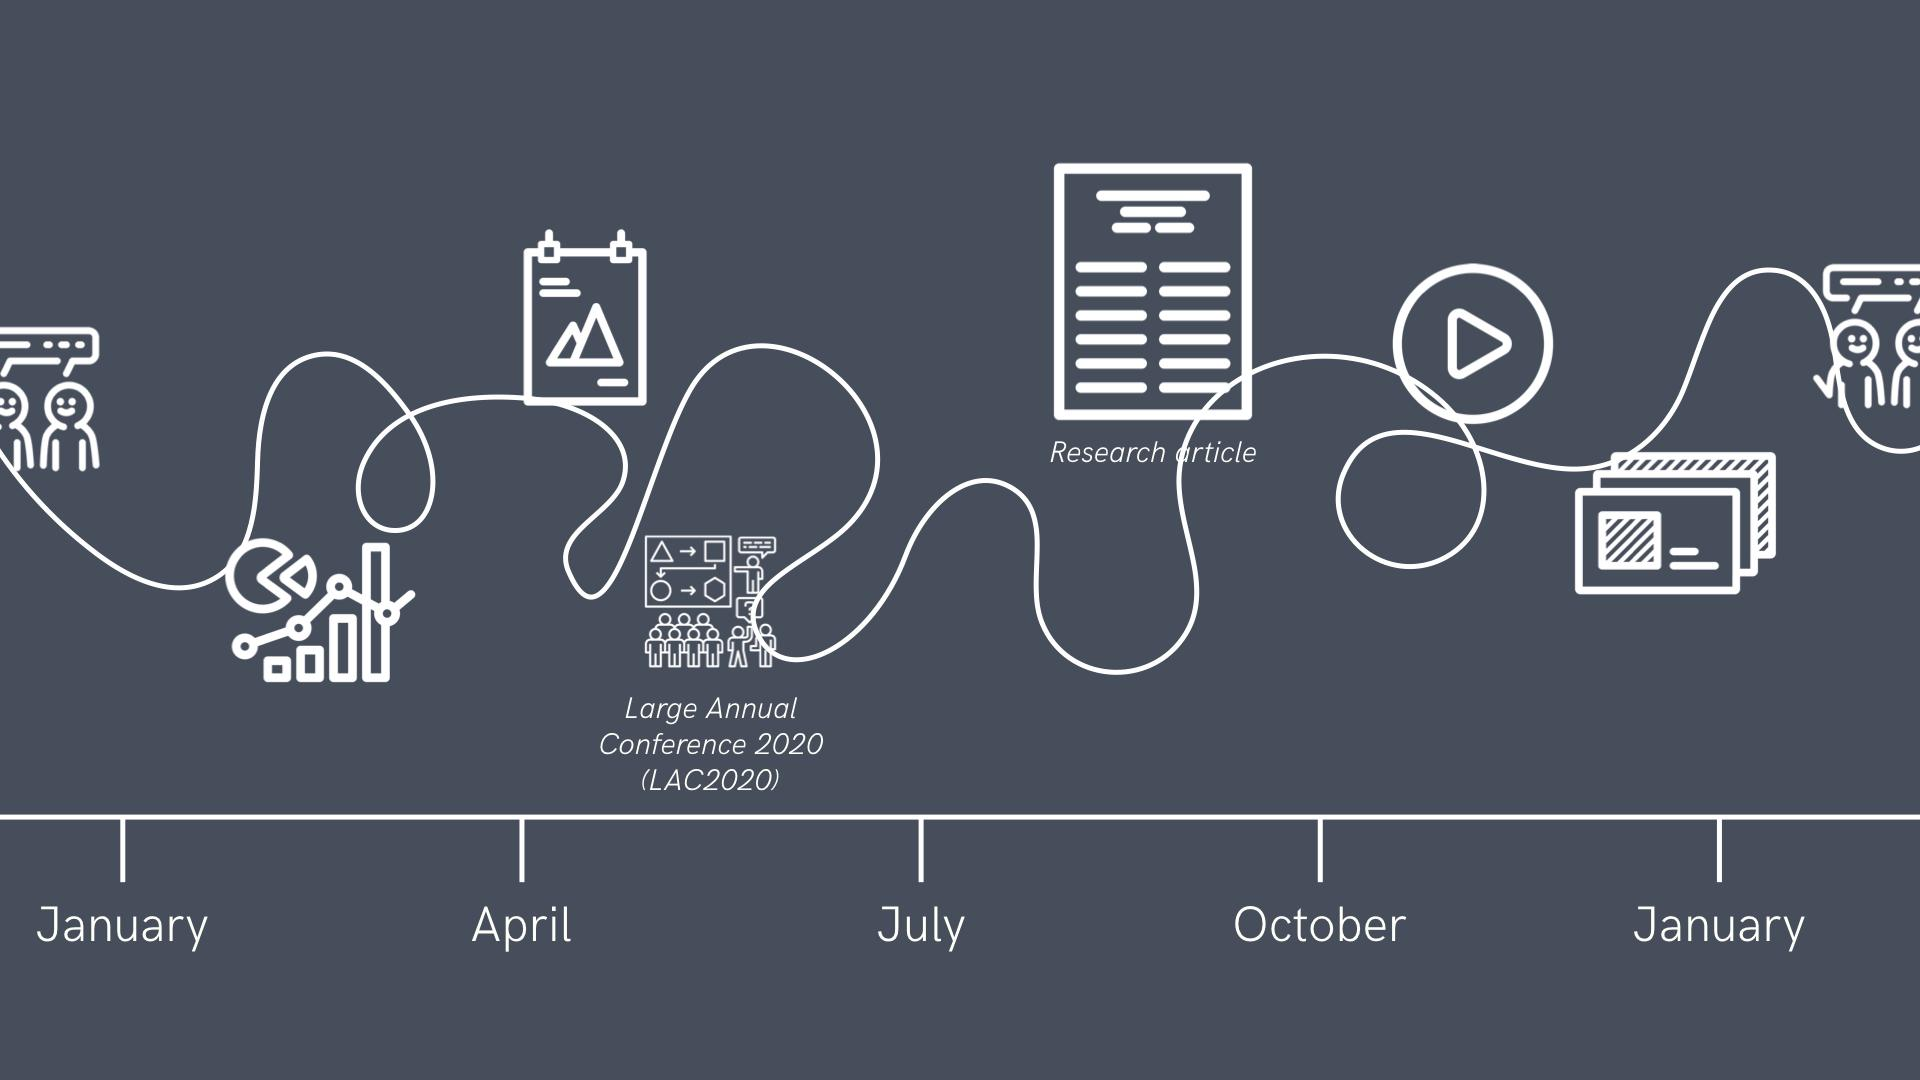 Research article
Large Annual
Conference 2020
(LAC2020)
January
April
July
October
January